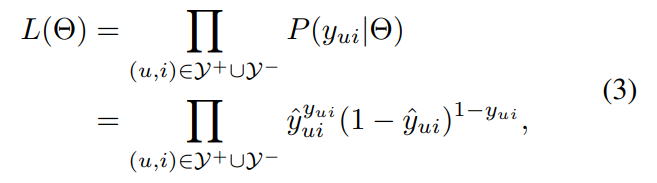 L(Θ) = ∏ P(y_{ui}|Θ)
(u,i)∈𝒴⁺∪𝒴⁻
(3)
= ∏ ŷ_{ui}^{y_{ui}}(1 − ŷ_{ui})^{1−y_{ui}},
(u,i)∈𝒴⁺∪𝒴⁻